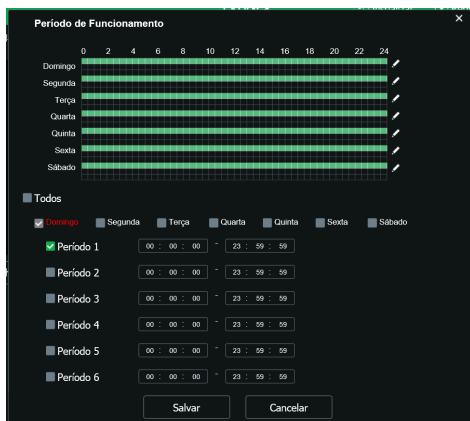 Período de Funcionamento
×
0 2 4 6 8 10 12 14 16 18 20 22 24
Domingo
Segunda
Terça
Quarta
Quinta
Sexta
Sábado
Todos
Domingo Segunda Terça Quarta Quinta Sexta Sábado
Período 1 00 : 00 : 00 - 23 : 59 : 59
Período 2 00 : 00 : 00 - 23 : 59 : 59
Período 3 00 : 00 : 00 - 23 : 59 : 59
Período 4 00 : 00 : 00 - 23 : 59 : 59
Período 5 00 : 00 : 00 - 23 : 59 : 59
Período 6 00 : 00 : 00 - 23 : 59 : 59
Salvar Cancelar